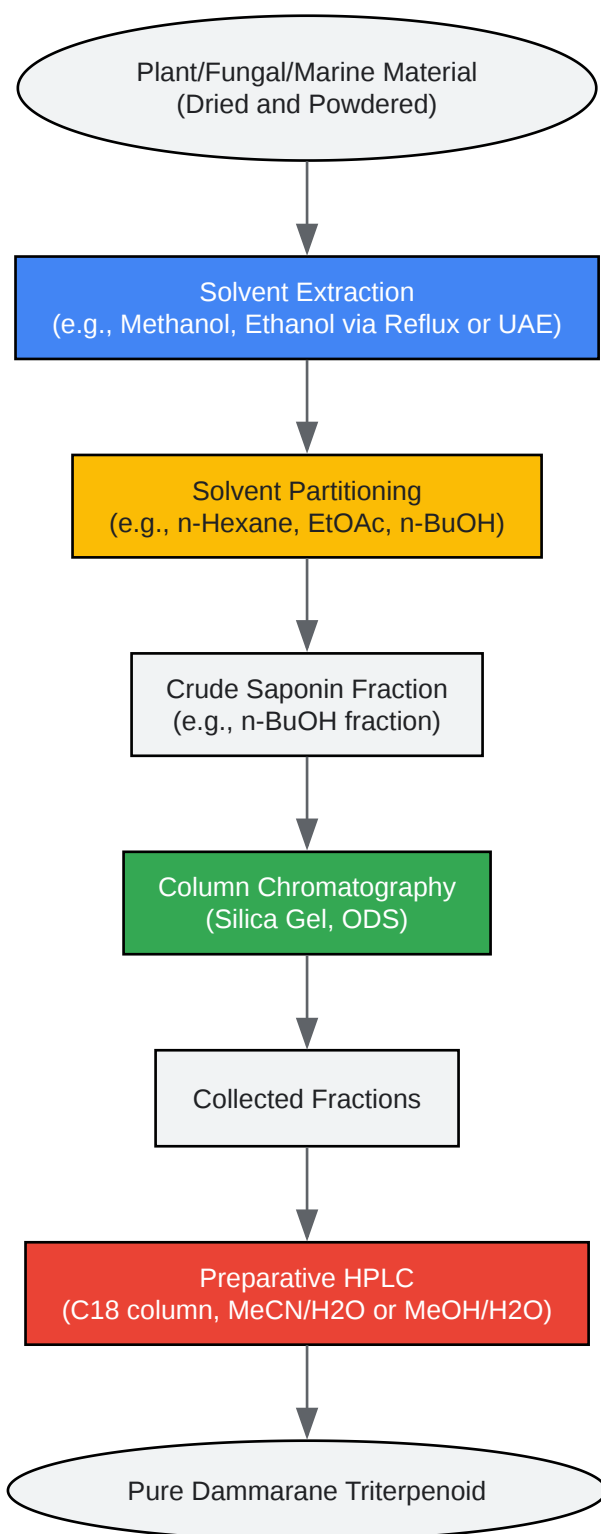 Plant/Fungal/Marine Material
(Dried and Powdered)
Solvent Extraction
(e.g., Methanol, Ethanol via Reflux or UAE)
Solvent Partitioning
(e.g., n-Hexane, EtOAc, n-BuOH)
Crude Saponin Fraction
(e.g., n-BuOH fraction)
Column Chromatography
(Silica Gel, ODS)
Collected Fractions
Preparative HPLC
(C18 column, MeCN/H2O or MeOH/H2O)
Pure Dammarane Triterpenoid